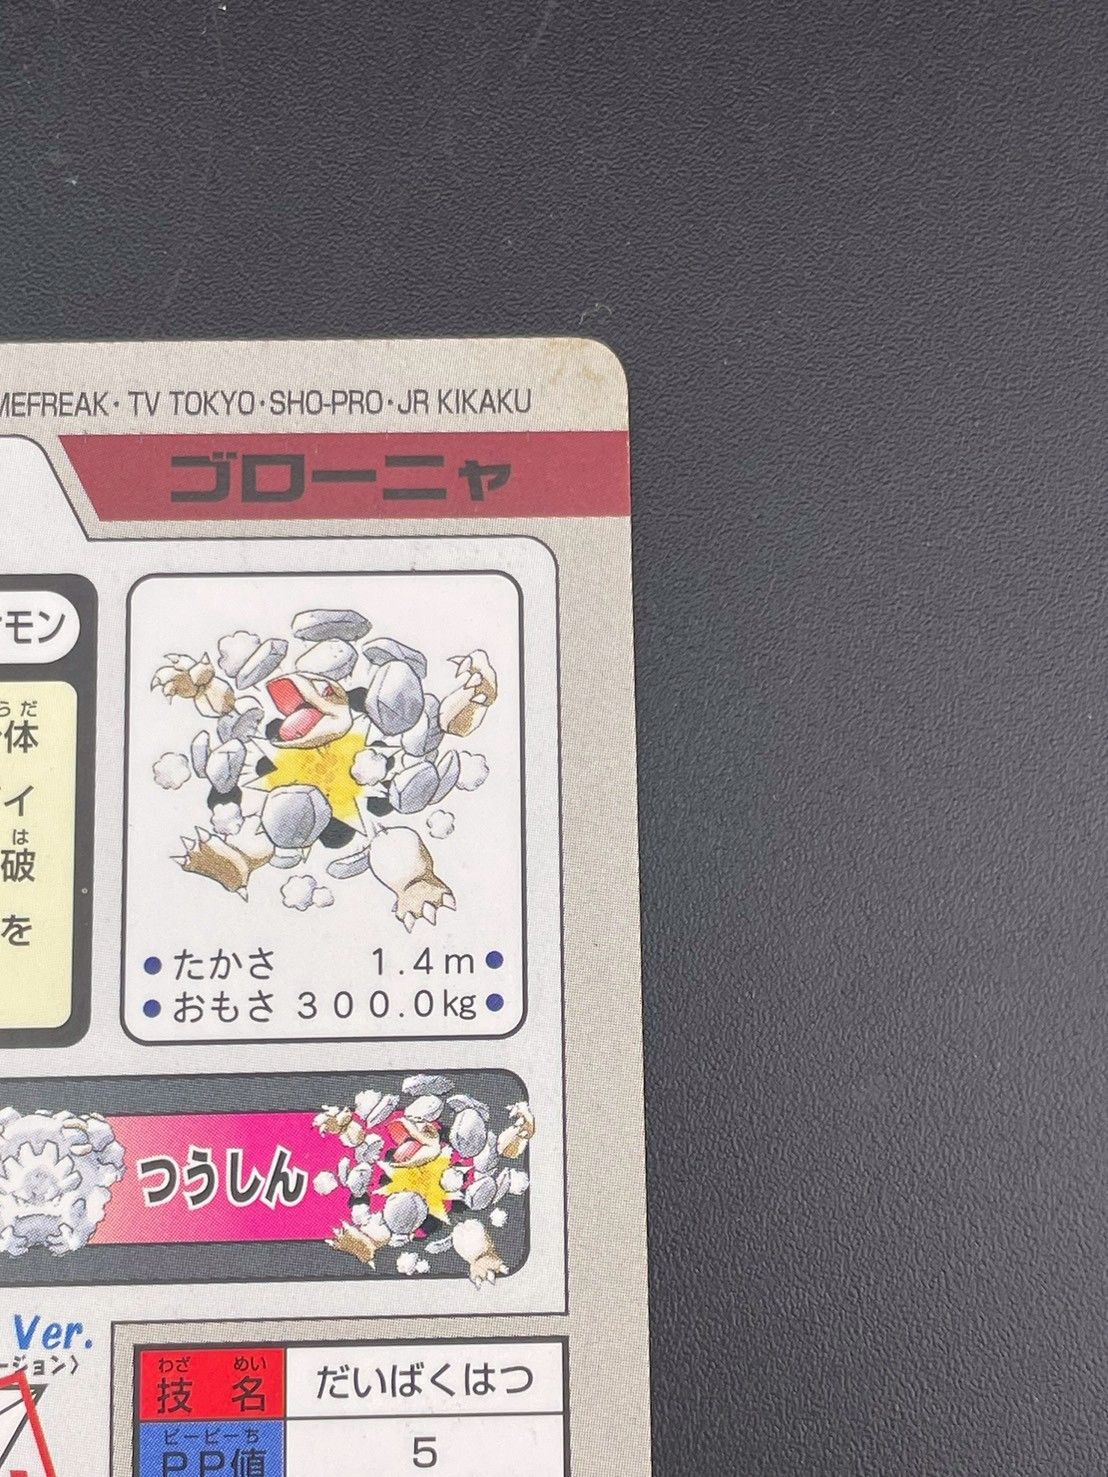 MEFREAK・TV TOKYO・SHO-PRO・JR KIKAKU
ゴローニャ
モン
らだ
体
イ
は
破
を
●たかさ 1.4m●
●おもさ 300.0kg●
つうしん
Ver.
ージョン〉
わざ めい
技名 だいばくはつ
ピーピーち
PP値 5